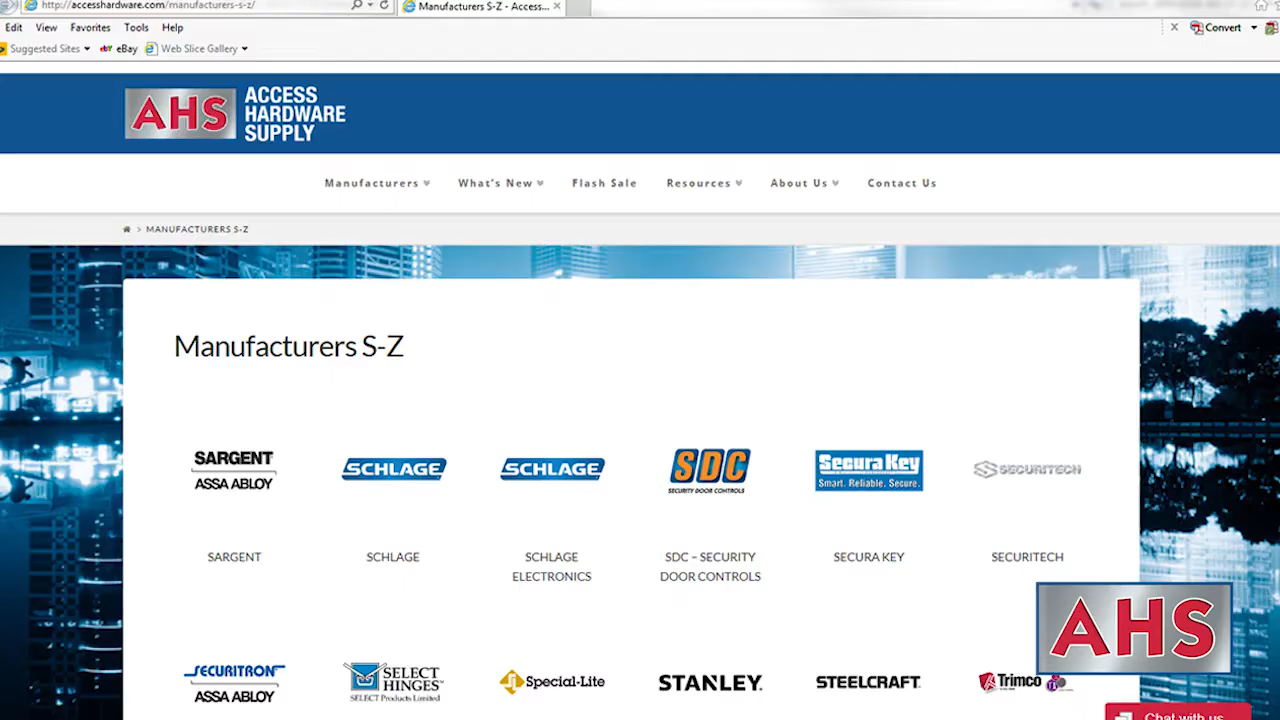 http://accesshardware.com/manufacturers-s-z/
Manufacturers S-Z - Access...
Edit View Favorites Tools Help
Convert
Suggested Sites eBay Web Slice Gallery
AHS ACCESS
HARDWARE
SUPPLY
Manufacturers What's New Flash Sale Resources About Us Contact Us
> MANUFACTURERS S-Z
Manufacturers S-Z
SARGENT
ASSA ABLOY
SCHLAGE
SCHLAGE
SDC
SECURITY DOOR CONTROLS
Secura Key
Smart. Reliable. Secure.
SECURITECH
SARGENT
SCHLAGE
SCHLAGE
ELECTRONICS
SDC – SECURITY
DOOR CONTROLS
SECURA KEY
SECURITECH
AHS
SECURITRON
ASSA ABLOY
SELECT
HINGES
SELECT Products Limited
Special-Lite
STANLEY
STEELCRAFT
Trimco
Chat with us